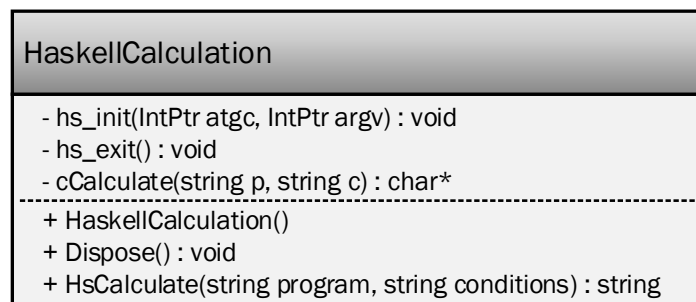 HaskellCalculation
- hs_init(IntPtr atgc, IntPtr argv) : void
- hs_exit() : void
- cCalculate(string p, string c) : char*
+ HaskellCalculation()
+ Dispose() : void
+ HsCalculate(string program, string conditions) : string